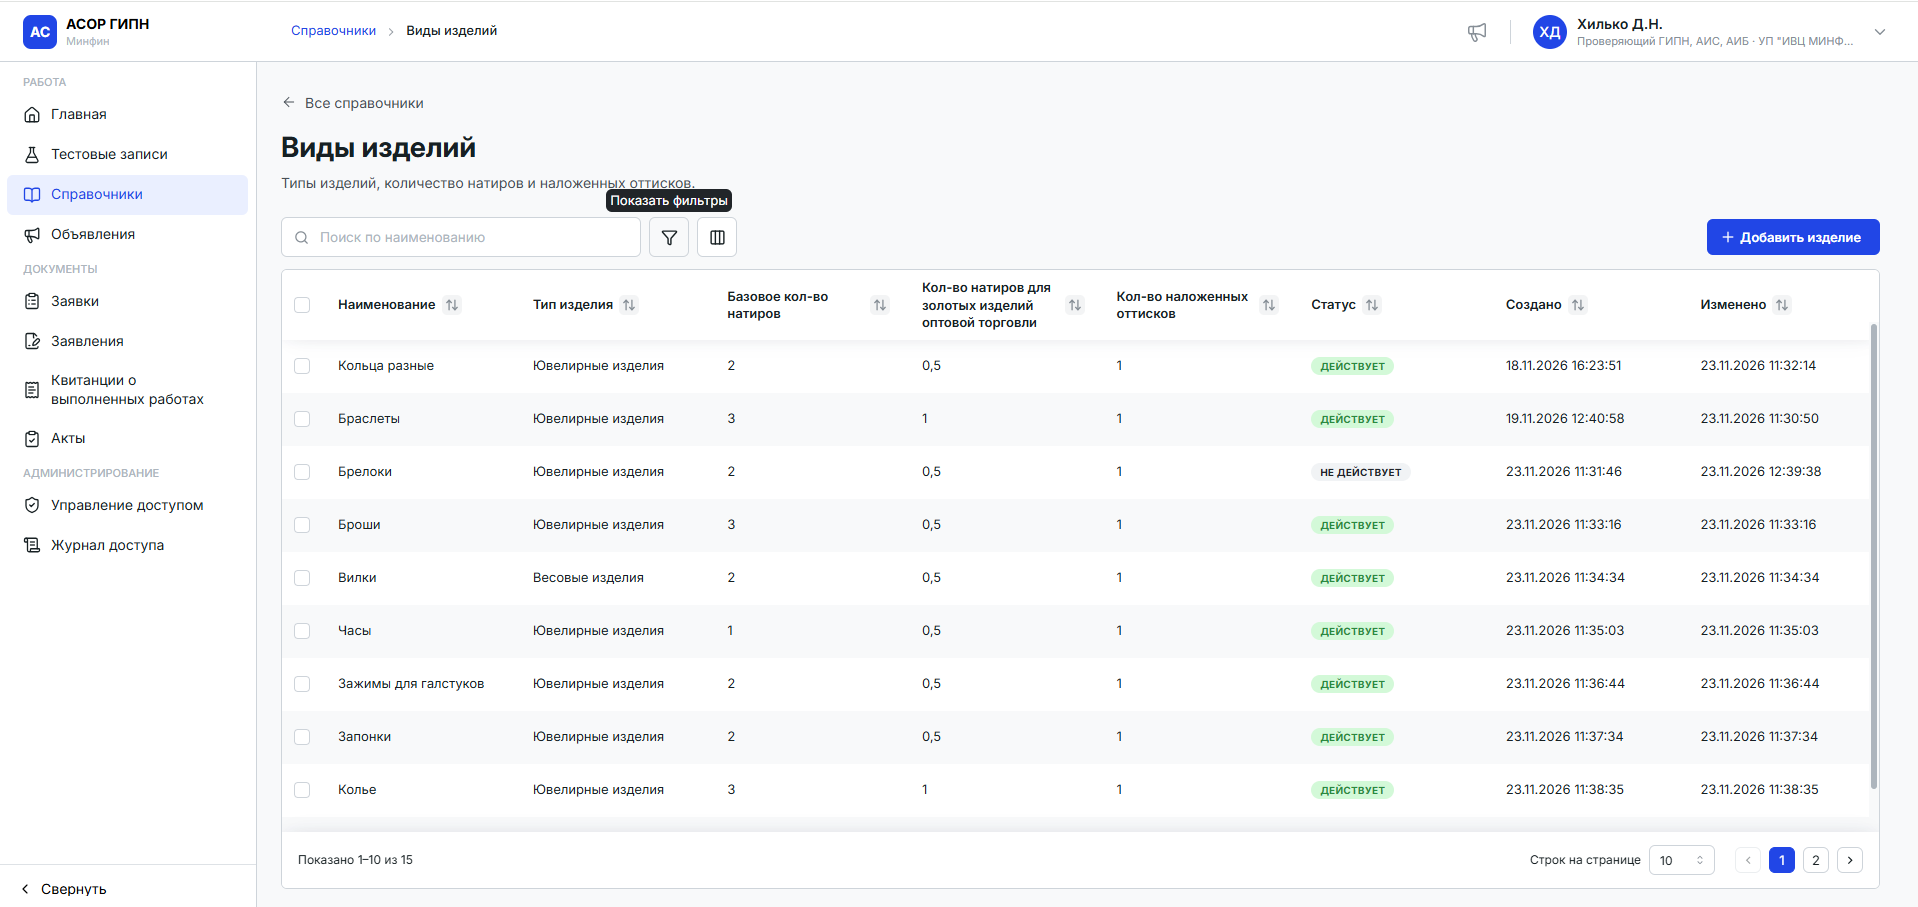 АС
АСОР ГИПН
Минфин
Справочники
Виды изделий
ХД
Хилько Д.Н.
Проверяющий ГИПН, АИС, АИБ · УП "ИВЦ МИНФ...
РАБОТА
Главная
Тестовые записи
Справочники
Объявления
ДОКУМЕНТЫ
Заявки
Заявления
Квитанции о
выполненных работах
Акты
АДМИНИСТРИРОВАНИЕ
Управление доступом
Журнал доступа
Свернуть
Все справочники
Виды изделий
Типы изделий, количество натиров и наложенных оттисков.
Показать фильтры
Поиск по наименованию
Добавить изделие
Наименование
Тип изделия
Базовое кол-во
натиров
Кол-во натиров для
золотых изделий
оптовой торговли
Кол-во наложенных
оттисков
Статус
Создано
Изменено
Кольца разные Ювелирные изделия 2 0,5 1 ДЕЙСТВУЕТ 18.11.2026 16:23:51 23.11.2026 11:32:14
Браслеты Ювелирные изделия 3 1 1 ДЕЙСТВУЕТ 19.11.2026 12:40:58 23.11.2026 11:30:50
Брелоки Ювелирные изделия 2 0,5 1 НЕ ДЕЙСТВУЕТ 23.11.2026 11:31:46 23.11.2026 12:39:38
Броши Ювелирные изделия 3 0,5 1 ДЕЙСТВУЕТ 23.11.2026 11:33:16 23.11.2026 11:33:16
Вилки Весовые изделия 2 0,5 1 ДЕЙСТВУЕТ 23.11.2026 11:34:34 23.11.2026 11:34:34
Часы Ювелирные изделия 1 0,5 1 ДЕЙСТВУЕТ 23.11.2026 11:35:03 23.11.2026 11:35:03
Зажимы для галстуков Ювелирные изделия 2 0,5 1 ДЕЙСТВУЕТ 23.11.2026 11:36:44 23.11.2026 11:36:44
Запонки Ювелирные изделия 2 0,5 1 ДЕЙСТВУЕТ 23.11.2026 11:37:34 23.11.2026 11:37:34
Колье Ювелирные изделия 3 1 1 ДЕЙСТВУЕТ 23.11.2026 11:38:35 23.11.2026 11:38:35
Показано 1–10 из 15
Строк на странице 10 1 2